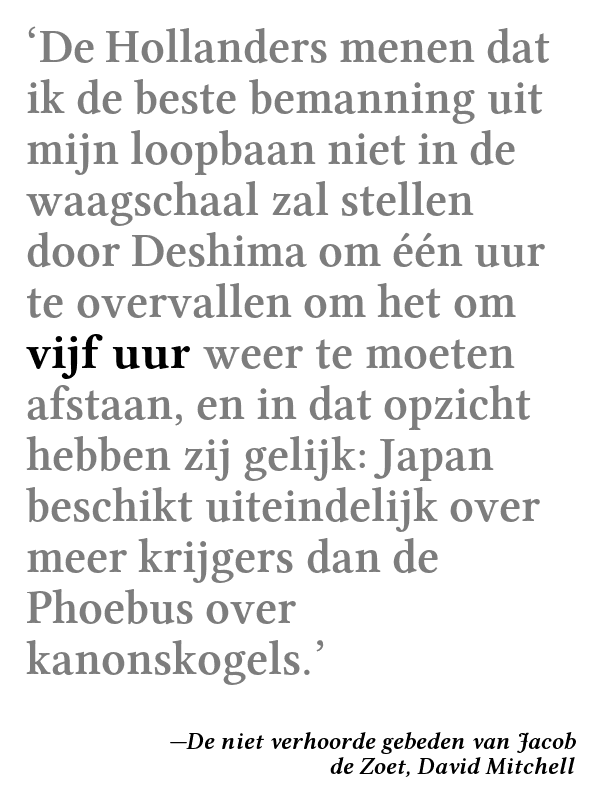 ‘De Hollanders menen dat
ik de beste bemanning uit
mijn loopbaan niet in de
waagschaal zal stellen
door Deshima om één uur
te overvallen om het om
vijf uur weer te moeten
afstaan, en in dat opzicht
hebben zij gelijk: Japan
beschikt uiteindelijk over
meer krijgers dan de
Phoebus over
kanonskogels.’
—De niet verhoorde gebeden van Jacob
de Zoet, David Mitchell